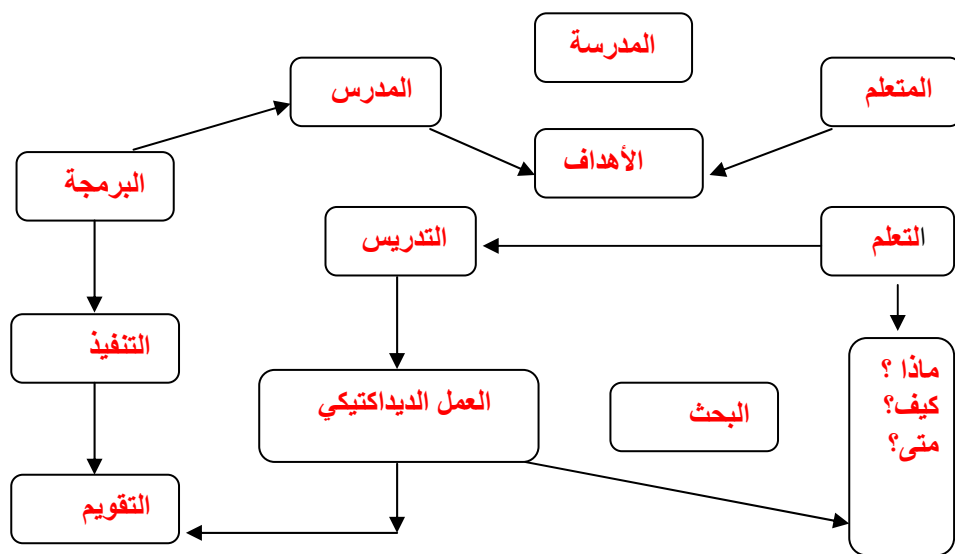 المدرسة
المتعلم
المدرس
الأهداف
البرمجة
التعلم
التدريس
التنفيذ
ماذا ؟
كيف؟
متى؟
البحث
العمل الديداكتيكي
التقويم